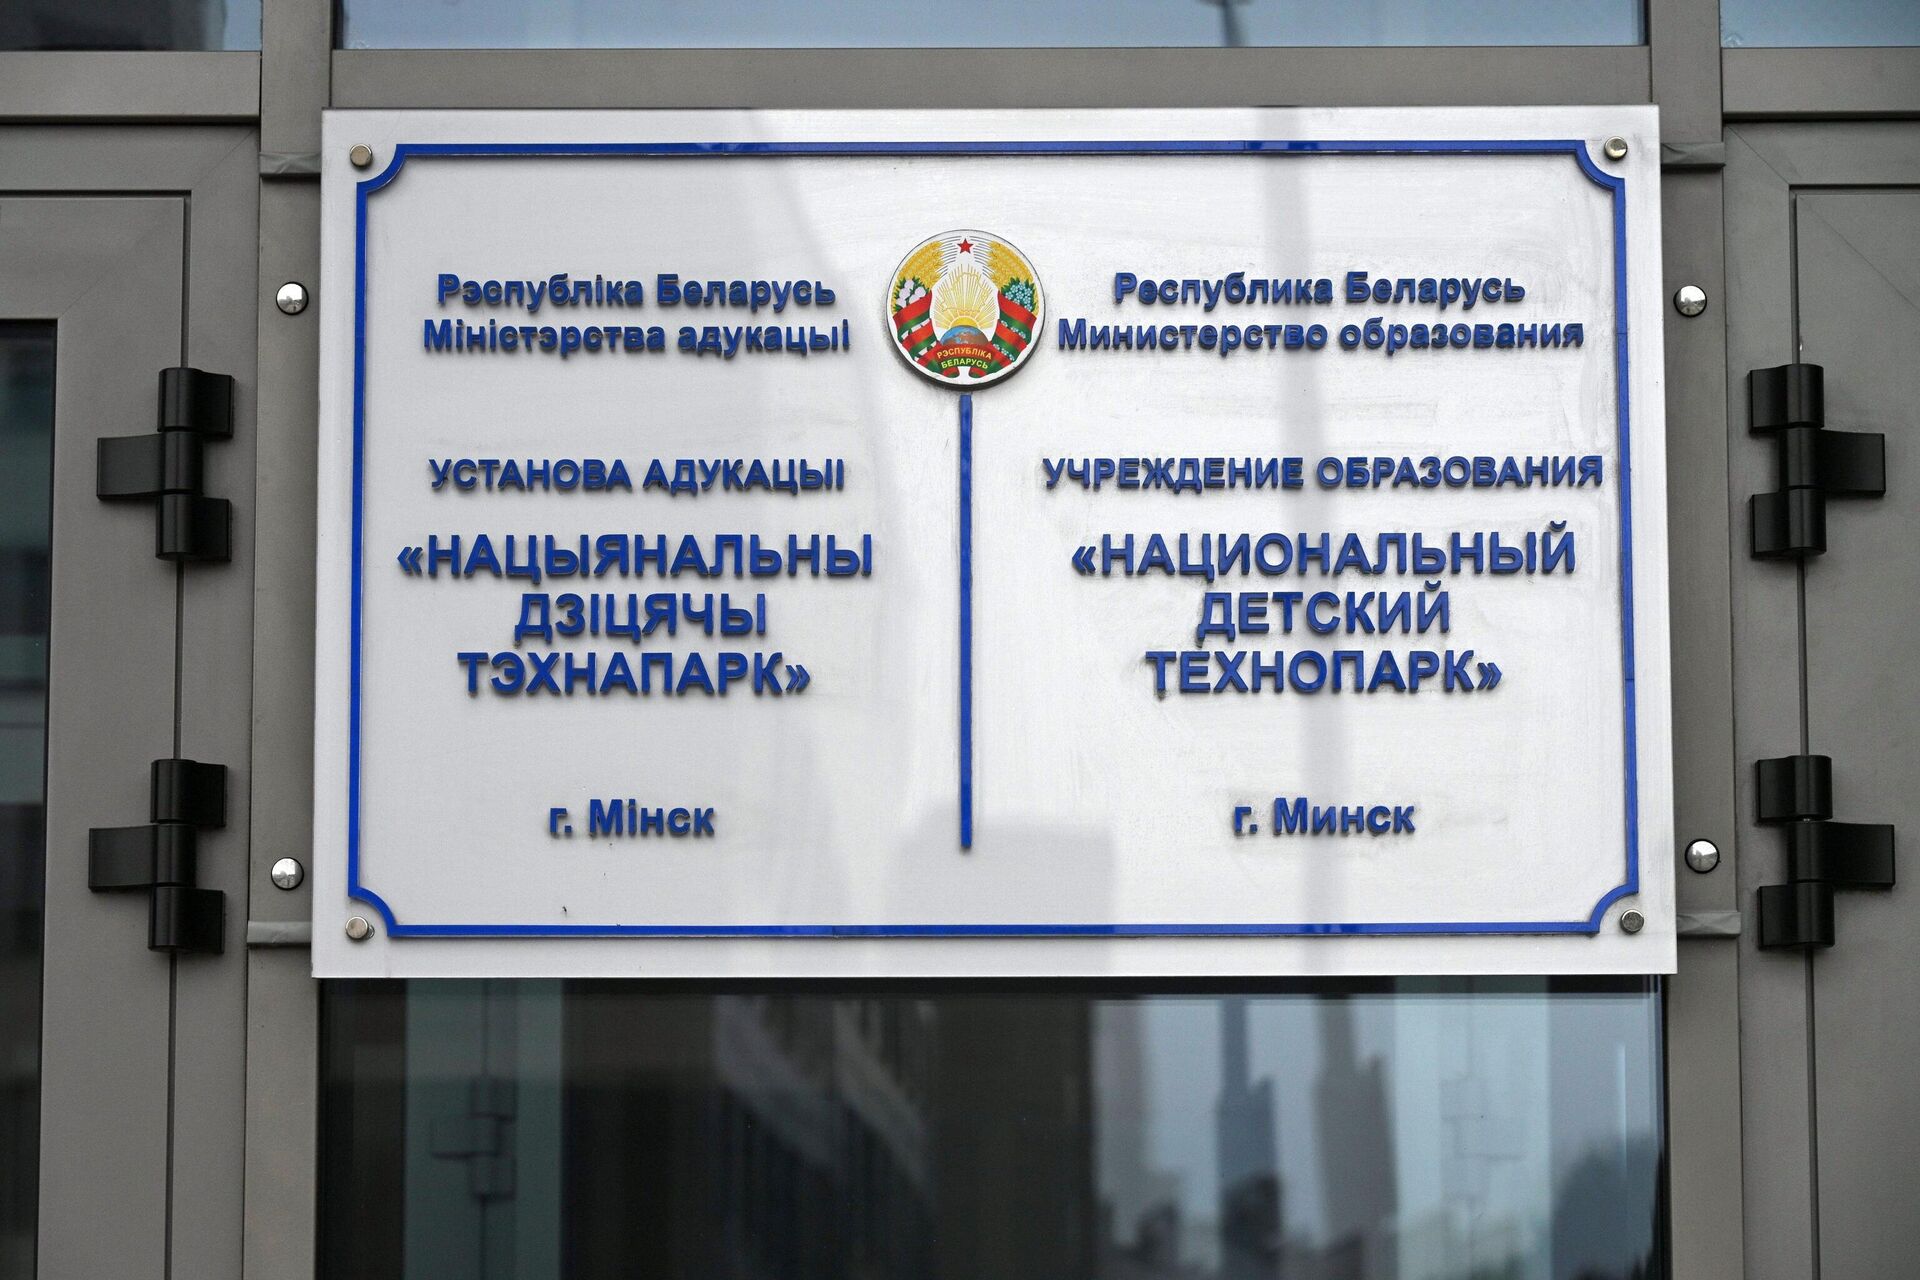 Рэспубліка Беларусь
Міністэрства адукацыі
УСТАНОВА АДУКАЦЫІ
«НАЦЫЯНАЛЬНЫ
ДЗІЦЯЧЫ
ТЭХНАПАРК»
г. Мінск
РЭСПУБЛІКА
БЕЛАРУСЬ
Республика Беларусь
Министерство образования
УЧРЕЖДЕНИЕ ОБРАЗОВАНИЯ
«НАЦИОНАЛЬНЫЙ
ДЕТСКИЙ
ТЕХНОПАРК»
г. Минск